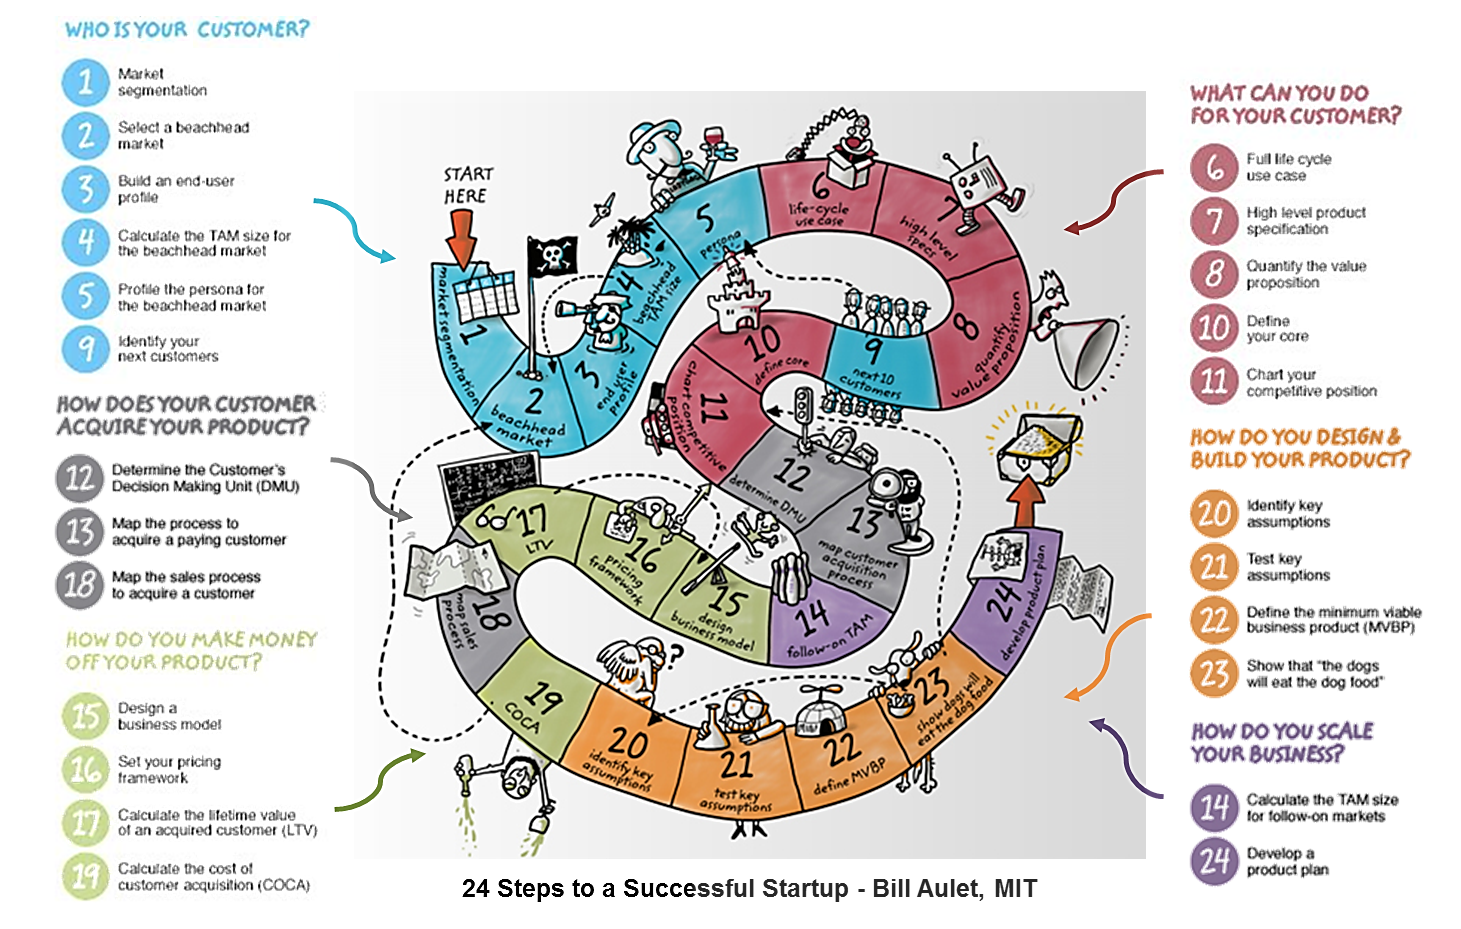 WHO IS YOUR CUSTOMER?
1
Market
segmentation
2
Select a beachhead
market
3
Build an end-user
profile
4
Calculate the TAM size for
the beachhead market
5
Profile the persona for
the beachhead market
9
Identify your
next customers
HOW DOES YOUR CUSTOMER
ACQUIRE YOUR PRODUCT?
12
Determine the Customer's
Decision Making Unit (DMU)
13
Map the process to
acquire a paying customer
18
Map the sales process
to acquire a customer
HOW DO YOU MAKE MONEY
OFF YOUR PRODUCT?
15
Design a
business model
16
Set your pricing
framework
17
Calculate the lifetime value
of an acquired customer (LTV)
19
Calculate the cost of
customer acquisition (COCA)
START
HERE
1
market segmentation
2
beachhead
market
3
end user
profile
4
beachhead
TAM size
5
persona
6
life-cycle
use case
7
high level
specs
8
quantify
value proposition
9
next 10
customers
10
define core
11
chart competitive
position
12
determine DMU
13
map customer
acquisition
process
14
follow-on TAM
15
design
business model
16
pricing
framework
17
LTV
18
map sales
process
19
COCA
?
20
identify key
assumptions
21
test key
assumptions
22
define MVBP
23
show dogs will
eat the dog food
24
develop product plan
24 Steps to a Successful Startup - Bill Aulet, MIT
WHAT CAN YOU DO
FOR YOUR CUSTOMER?
6
Full life cycle
use case
7
High level product
specification
8
Quantify the value
proposition
10
Define
your core
11
Chart your
competitive position
HOW DO YOU DESIGN &
BUILD YOUR PRODUCT?
20
Identify key
assumptions
21
Test key
assumptions
22
Define the minimum viable
business product (MVBP)
23
Show that "the dogs
will eat the dog food"
HOW DO YOU SCALE
YOUR BUSINESS?
14
Calculate the TAM size
for follow-on markets
24
Develop a
product plan